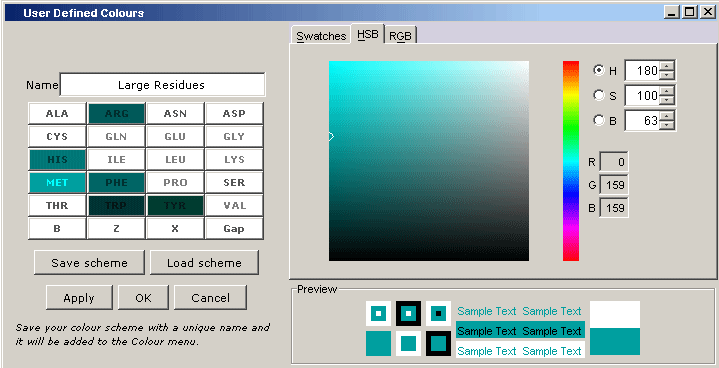 User Defined Colours
Swatches HSB RGB
Name Large Residues
ALA ARG ASN ASP
CYS GLN GLU GLY
HIS ILE LEU LYS
MET PHE PRO SER
THR TRP TYR VAL
B Z X Gap
Save scheme Load scheme
Apply OK Cancel
Save your colour scheme with a unique name and
it will be added to the Colour menu.
H 180
S 100
B 63
R 0
G 159
B 159
Preview
Sample Text Sample Text
Sample Text Sample Text
Sample Text Sample Text